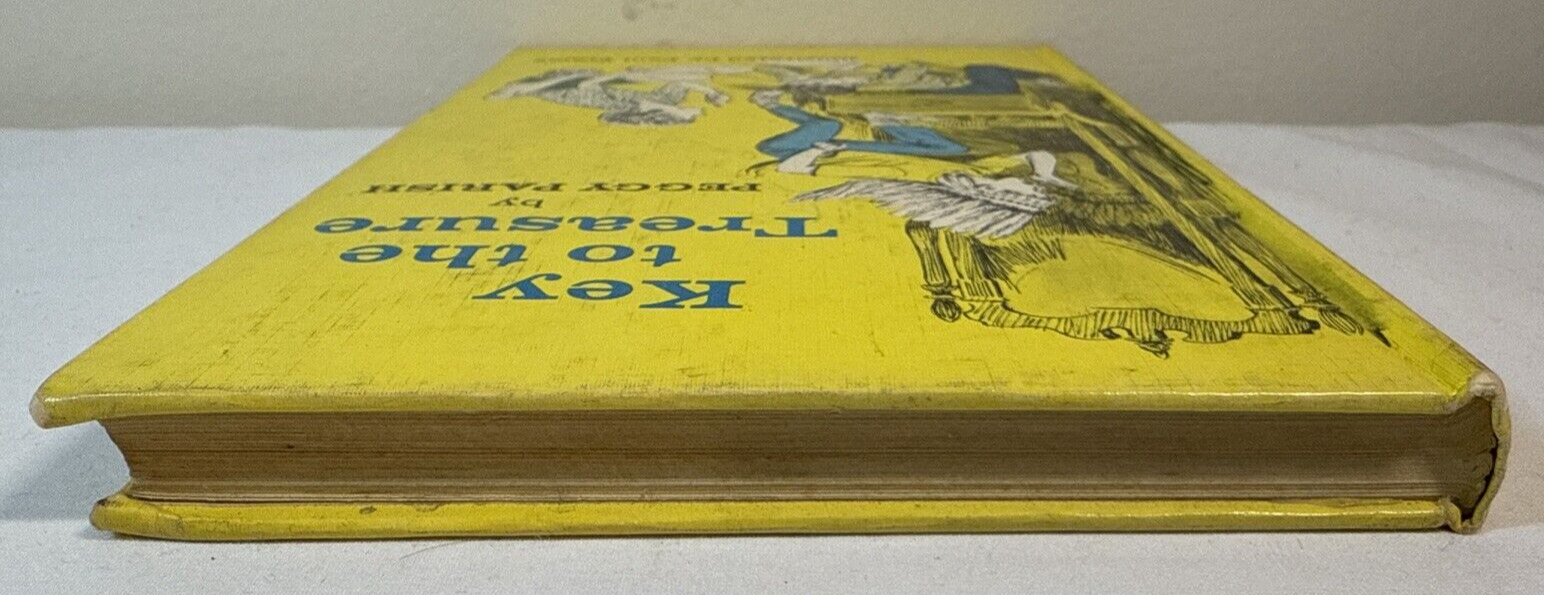 Key
to the
Treasure
by
PEGGY PARISH